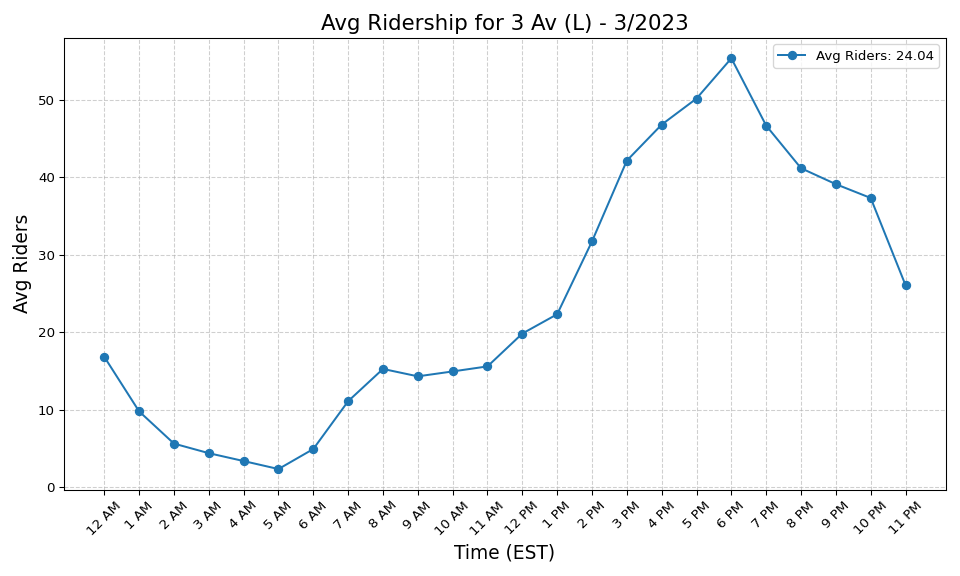 Avg Ridership for 3 Av (L) - 3/2023
Avg Riders: 24.04
Avg Riders
50
40
30
20
10
0
12 AM
1 AM
2 AM
3 AM
4 AM
5 AM
6 AM
7 AM
8 AM
9 AM
10 AM
11 AM
12 PM
1 PM
2 PM
3 PM
4 PM
5 PM
6 PM
7 PM
8 PM
9 PM
10 PM
11 PM
Time (EST)